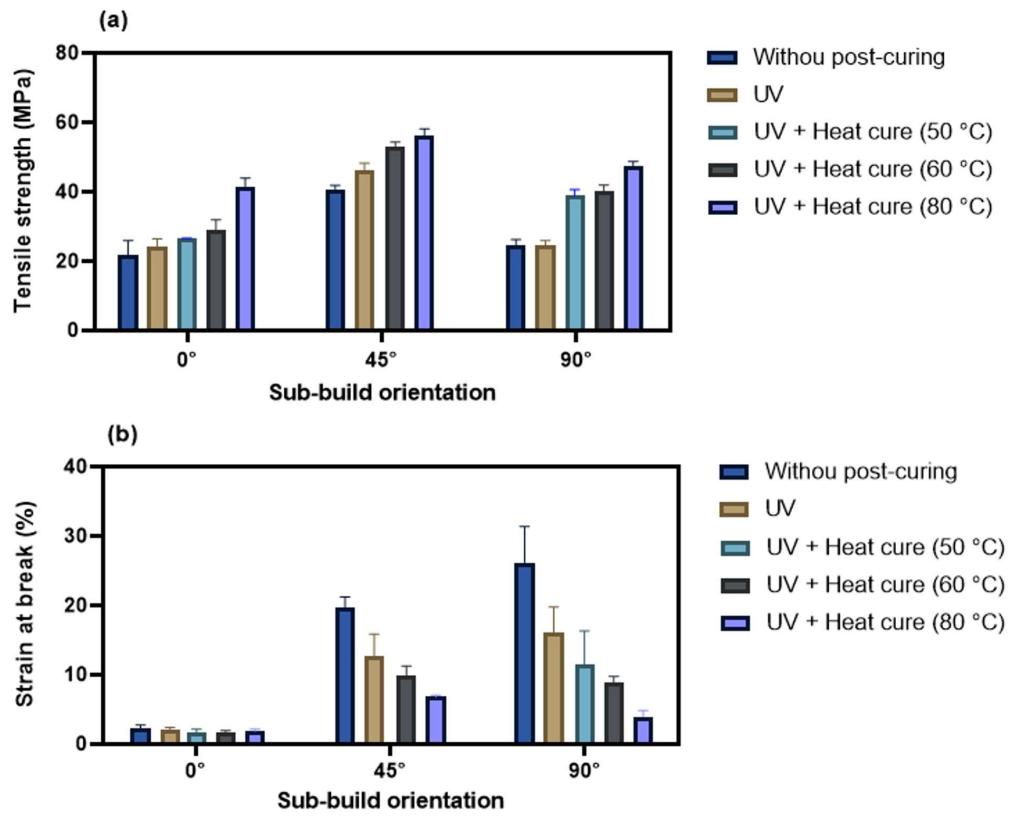 (a)
Tensile strength (MPa)
80
60
40
20
0
0°
45°
90°
Sub-build orientation
Withou post-curing
UV
UV + Heat cure (50 °C)
UV + Heat cure (60 °C)
UV + Heat cure (80 °C)
(b)
Strain at break (%)
40
30
20
10
0
0°
45°
90°
Sub-build orientation
Withou post-curing
UV
UV + Heat cure (50 °C)
UV + Heat cure (60 °C)
UV + Heat cure (80 °C)